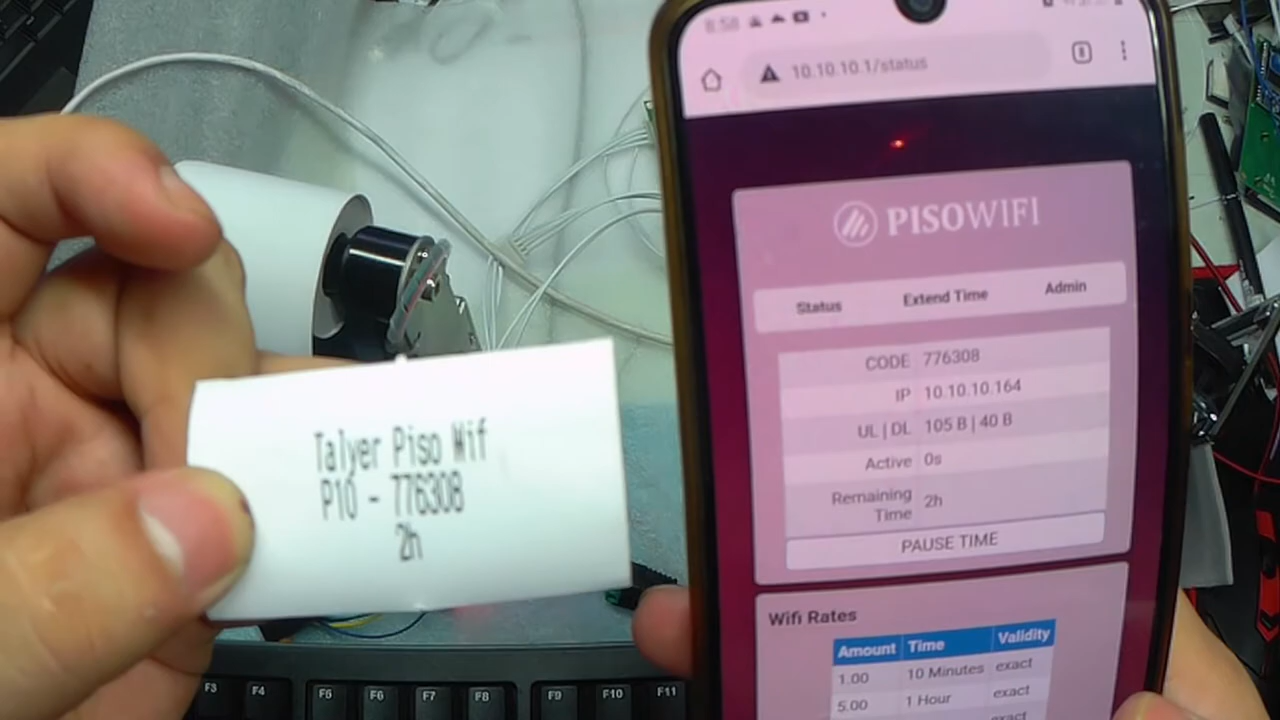 Talyer Piso Wif
P10 - 776308
2h
8:58
10.10.10.1/status
PISOWIFI
Status Extend Time Admin
CODE 776308
IP 10.10.10.164
UL | DL 105 B | 40 B
Active 0s
Remaining Time 2h
PAUSE TIME
Wifi Rates
Amount Time Validity
1.00 10 Minutes exact
5.00 1 Hour exact
exact
F3 F4 F5 F6 F7 F8 F9 F10 F11